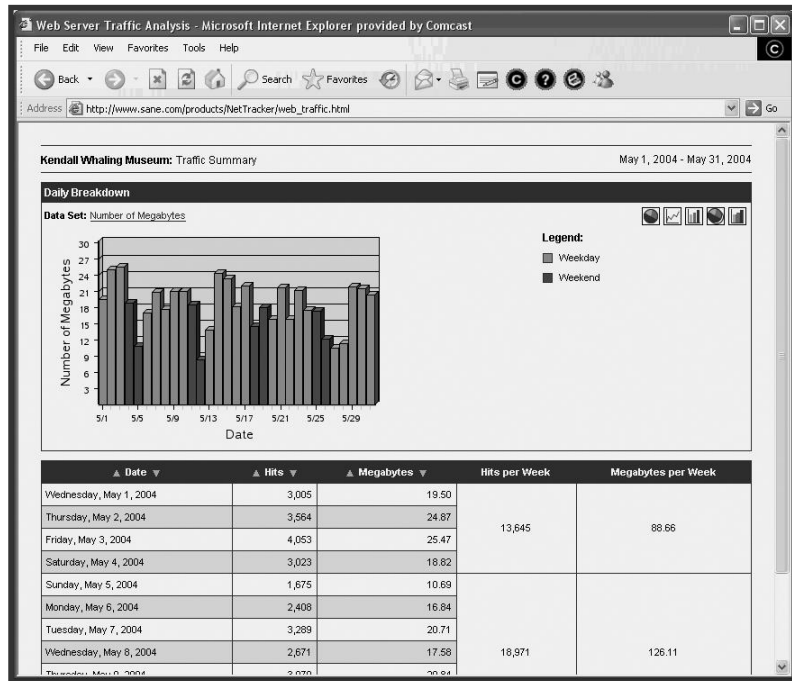 Web Server Traffic Analysis - Microsoft Internet Explorer provided by Comcast
File Edit View Favorites Tools Help
Back Search Favorites
Address http://www.sane.com/products/NetTracker/web_traffic.html Go
Kendall Whaling Museum: Traffic Summary May 1, 2004 - May 31, 2004
Daily Breakdown
Data Set: Number of Megabytes
Legend:
Weekday
Weekend
Number of Megabytes
30
27
24
21
18
15
12
9
6
3
5/1 5/5 5/9 5/13 5/17 5/21 5/25 5/29
Date
▲ Date ▼ ▲ Hits ▼ ▲ Megabytes ▼ Hits per Week Megabytes per Week
Wednesday, May 1, 2004 3,005 19.50
Thursday, May 2, 2004 3,564 24.87
13,645 88.66
Friday, May 3, 2004 4,053 25.47
Saturday, May 4, 2004 3,023 18.82
Sunday, May 5, 2004 1,675 10.69
Monday, May 6, 2004 2,408 16.84
Tuesday, May 7, 2004 3,289 20.71
Wednesday, May 8, 2004 2,671 17.58 18,971 126.11
Thursday, May 9, 2004 3,079 20.84